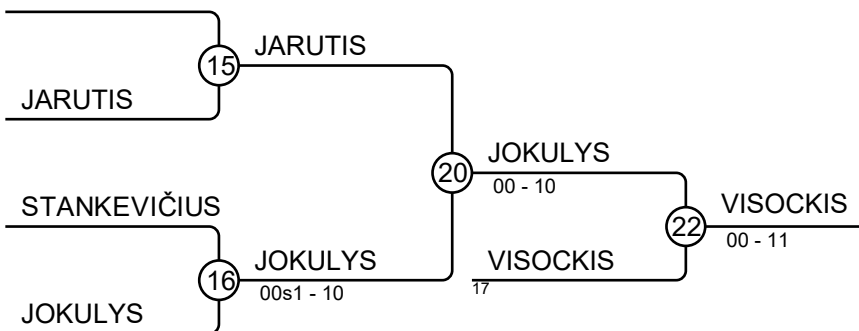 15
JARUTIS
JARUTIS
20
JOKULYS
00 - 10
STANKEVIČIUS
22
VISOCKIS
00 - 11
16
JOKULYS
00s1 - 10
VISOCKIS
17
JOKULYS